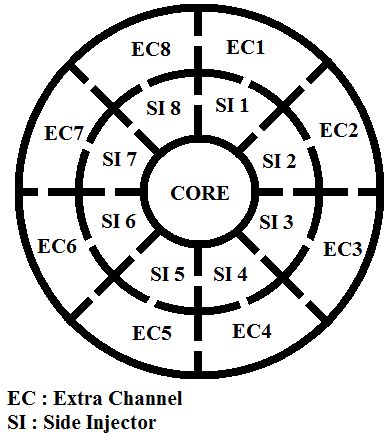 EC8 EC1
SI 8 SI 1
EC7 EC2
SI 7 SI 2
CORE
SI 6 SI 3
EC6 EC3
SI 5 SI 4
EC5 EC4
EC : Extra Channel
SI : Side Injector